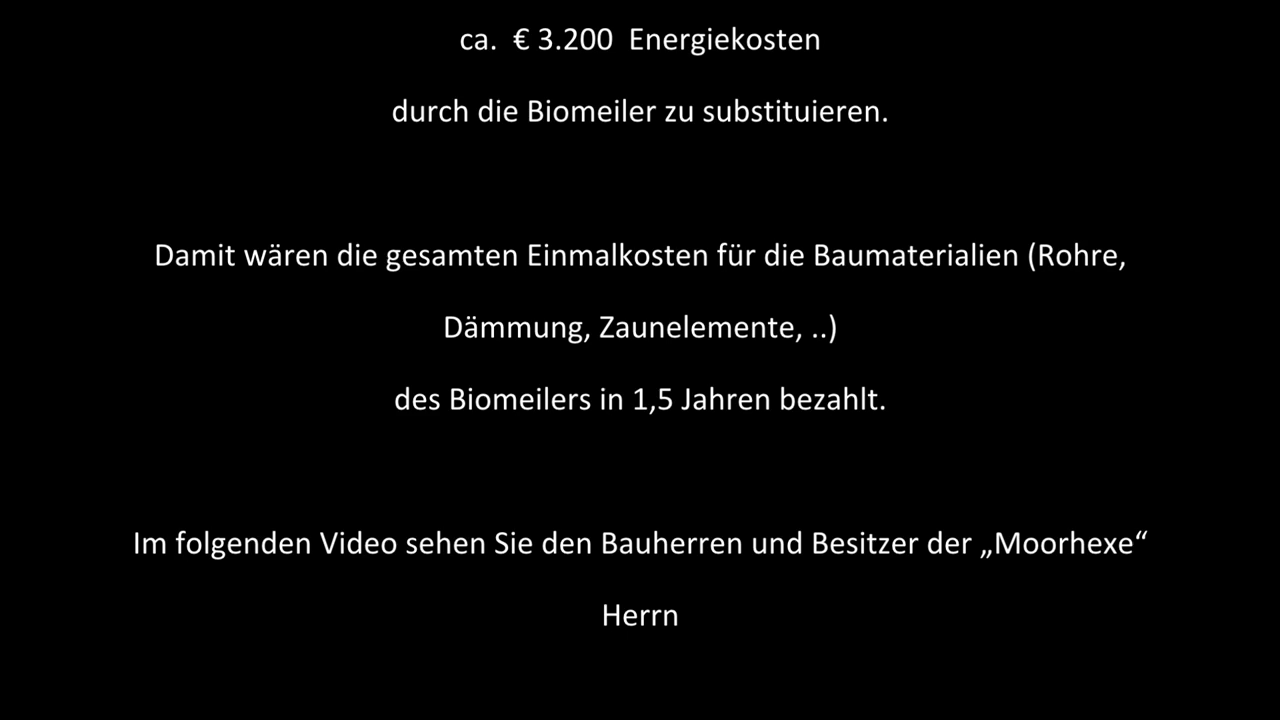 ca.  € 3.200  Energiekosten
durch die Biomeiler zu substituieren.
Damit wären die gesamten Einmalkosten für die Baumaterialien (Rohre,
Dämmung, Zaunelemente, ..)
des Biomeilers in 1,5 Jahren bezahlt.
Im folgenden Video sehen Sie den Bauherren und Besitzer der „Moorhexe“
Herrn